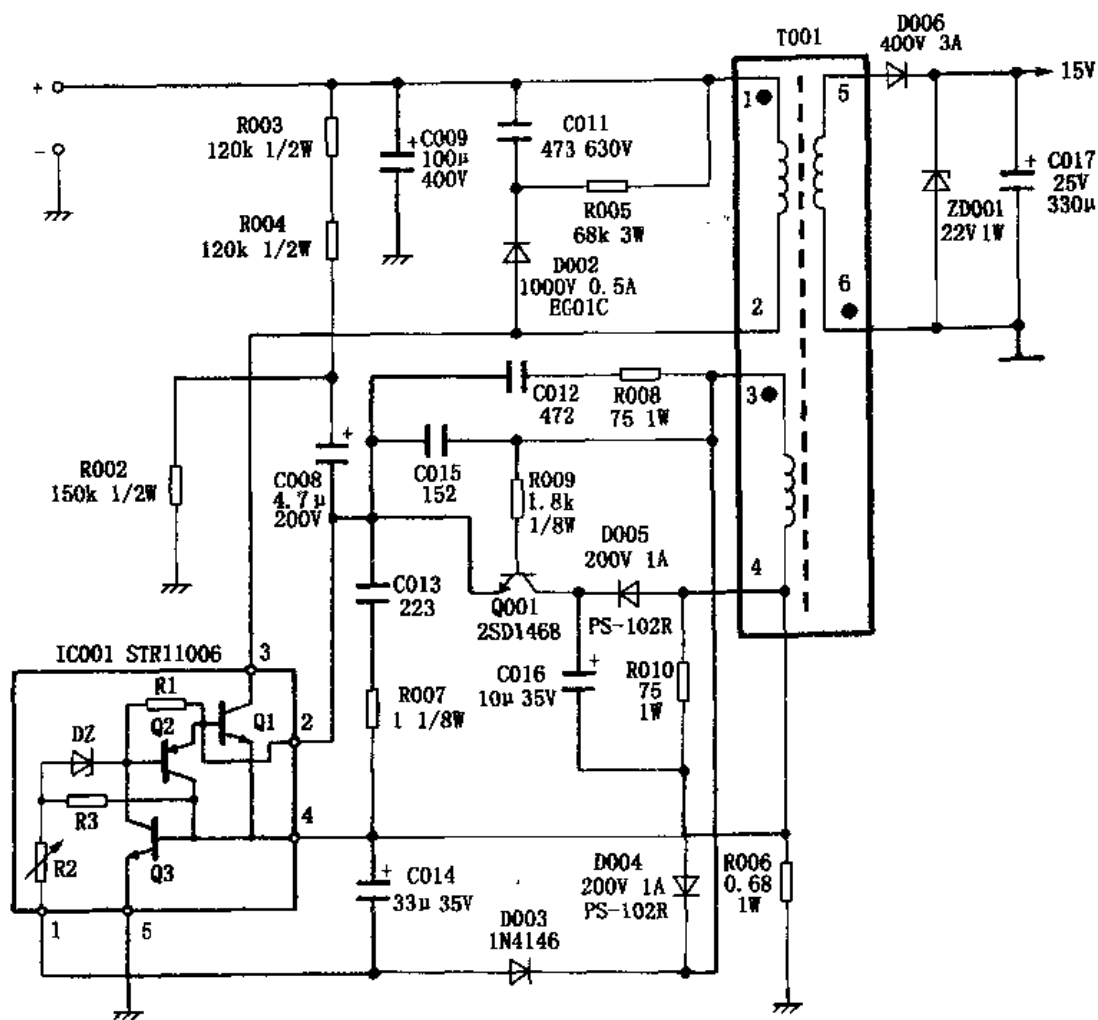 D006
400V 3A
T001
15V
+
−
R003
120k 1/2W
+
C009
100μ
400V
C011
473 630V
R005
68k 3W
1
5
+
C017
25V
330μ
ZD001
22V 1W
R004
120k 1/2W
D002
1000V 0.5A
EG01C
2
6
C012
472
R008
75 1W
3
R002
150k 1/2W
+
C008
4.7μ
200V
C015
152
R009
1.8k
1/8W
D005
200V 1A
PS-102R
4
C013
223
Q001
2SD1468
+
C016
10μ 35V
R010
75
1W
IC001 STR11006
3
R1
Q1
2
Q2
DZ
R3
4
R2
Q3
1
5
R007
1 1/8W
+
C014
33μ 35V
D003
1N4146
D004
200V 1A
PS-102R
R006
0.68
1W